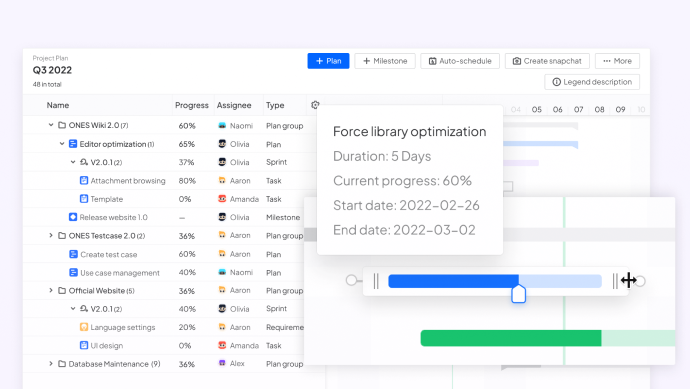 Project Plan
Q3 2022
48 in total
+ Plan
+ Milestone
Auto-schedule
Create snapchat
··· More
Legend description
Name Progress Assignee Type
04 05 06 07 08 09 10
ONES Wiki 2.0 (7) 60% Naomi Plan group
Editor optimization (1) 65% Olivia Plan
V2.0.1 (2) 37% Olivia Sprint
Attachment browsing 80% Aaron Task
Template 0% Amanda Task
Release website 1.0 — Olivia Milestone
ONES Testcase 2.0 (2) 36% Aaron Plan group
Create test case 60% Aaron Plan
Use case management 40% Naomi Plan
Official Website (5) 36% Aaron Plan group
V.0.1 (2) 40% Olivia Sprint
Language settings 20% Aaron Requireme
UI design 0% Amanda Task
Database Maintenance (9) 36% Alex Plan group
Force library optimization
Duration: 5 Days
Current progress: 60%
Start date: 2022-02-26
End date: 2022-03-02